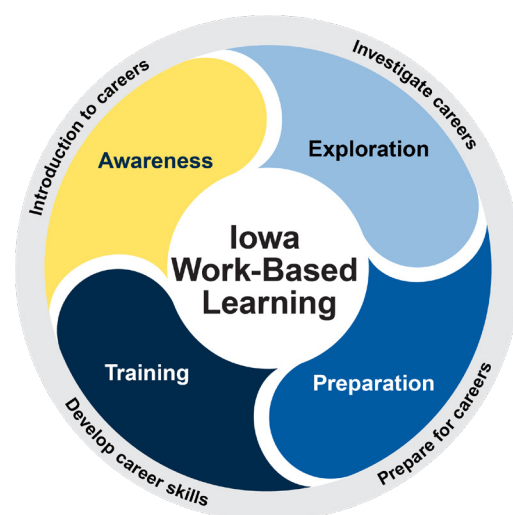 Introduction to careers
Investigate careers
Awareness
Exploration
Iowa
Work-Based
Learning
Training
Preparation
Develop career skills
Prepare for careers